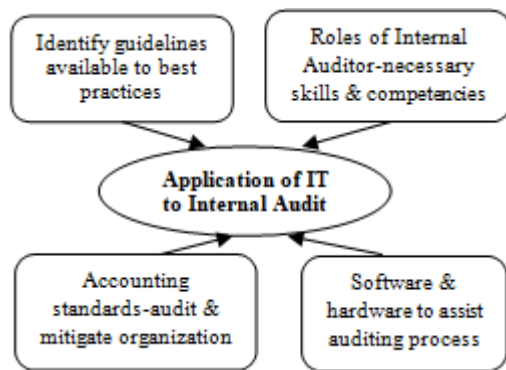 Identify guidelines
available to best
practices
Roles of Internal
Auditor-necessary
skills & competencies
Application of IT
to Internal Audit
Accounting
standards-audit &
mitigate organization
Software &
hardware to assist
auditing process